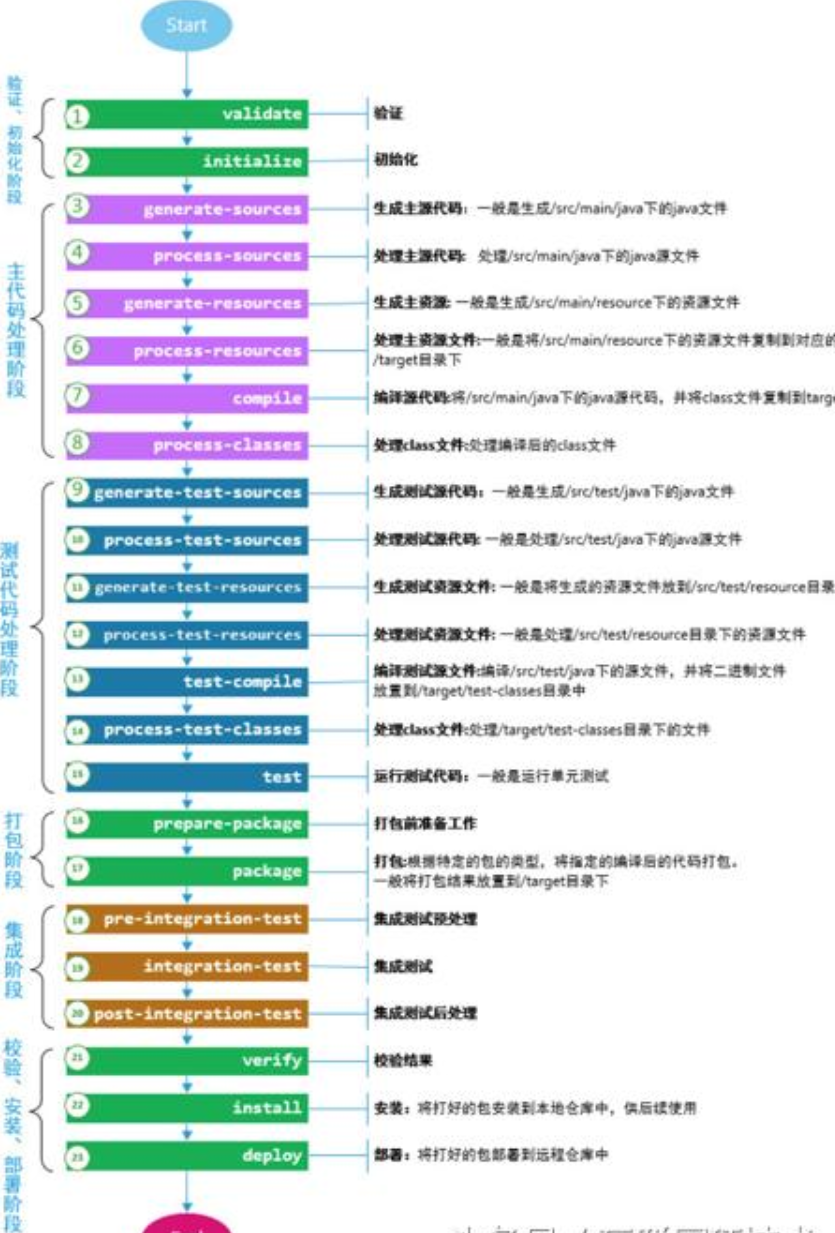 Start
验证、初始化阶段
1 validate 验证
2 initialize 初始化
主代码处理阶段
3 generate-sources 生成主源代码：一般是生成/src/main/java下的java文件
4 process-sources 处理主源代码: 处理/src/main/java下的java源文件
5 generate-resources 生成主资源: 一般是生成/src/main/resource下的资源文件
6 process-resources 处理主资源文件:一般是将/src/main/resource下的资源文件复制到对应的
/target目录下
7 compile 编译源代码:将/src/main/java下的java源代码，并将class文件复制到targe
8 process-classes 处理class文件:处理编译后的class文件
测试代码处理阶段
9 generate-test-sources 生成测试源代码：一般是生成/src/test/java下的java文件
10 process-test-sources 处理测试源代码: 一般是处理/src/test/java下的java源文件
11 generate-test-resources 生成测试资源文件: 一般是将生成的资源文件放到/src/test/resource目录
12 process-test-resources 处理测试资源文件: 一般是处理/src/test/resource目录下的资源文件
13 test-compile 编译测试源文件:编译/src/test/java下的源文件，并将二进制文件
放置到/target/test-classes目录中
14 process-test-classes 处理class文件:处理/target/test-classes目录下的文件
15 test 运行测试代码：一般是运行单元测试
打包阶段
16 prepare-package 打包前准备工作
17 package 打包:根据特定的包的类型，将指定的编译后的代码打包。
一般将打包结果放置到/target目录下
集成阶段
18 pre-integration-test 集成测试预处理
19 integration-test 集成测试
20 post-integration-test 集成测试后处理
校验、安装、部署阶段
21 verify 校验结果
22 install 安装：将打好的包安装到本地仓库中，供后续使用
23 deploy 部署：将打好的包部署到远程仓库中